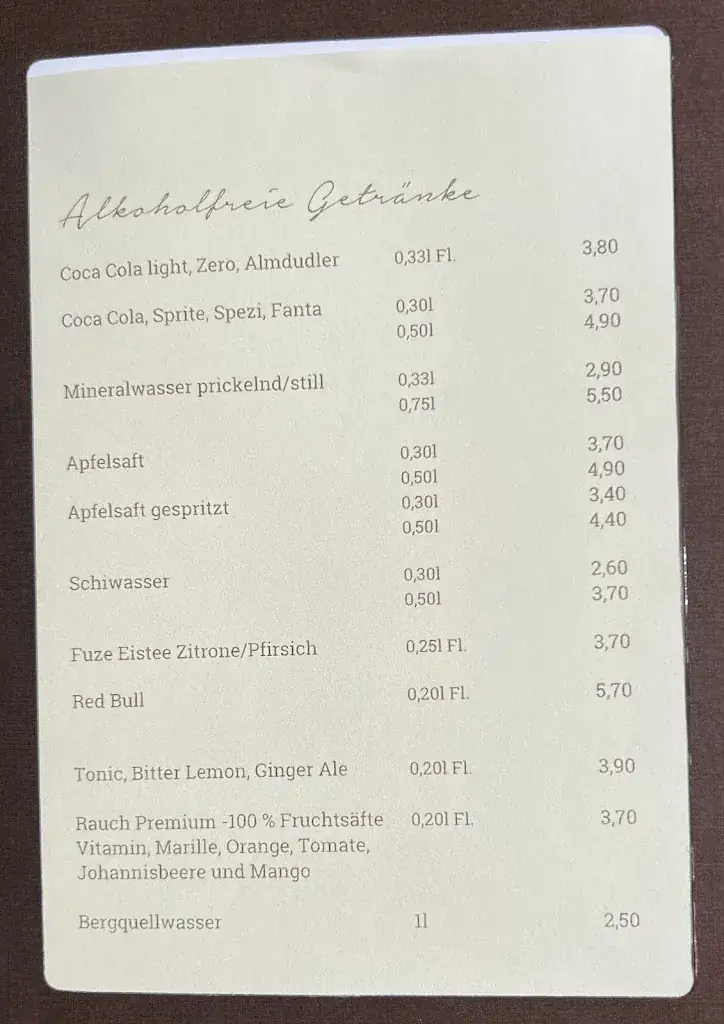 Alkoholfreie Getränke
Coca Cola light, Zero, Almdudler 0,33l Fl. 3,80
Coca Cola, Sprite, Spezi, Fanta 0,30l 3,70
0,50l 4,90
Mineralwasser prickelnd/still 0,33l 2,90
0,75l 5,50
Apfelsaft 0,30l 3,70
0,50l 4,90
Apfelsaft gespritzt 0,30l 3,40
0,50l 4,40
Schiwasser 0,30l 2,60
0,50l 3,70
Fuze Eistee Zitrone/Pfirsich 0,25l Fl. 3,70
Red Bull 0,20l Fl. 5,70
Tonic, Bitter Lemon, Ginger Ale 0,20l Fl. 3,90
Rauch Premium -100 % Fruchtsäfte 0,20l Fl. 3,70
Vitamin, Marille, Orange, Tomate,
Johannisbeere und Mango
Bergquellwasser 1l 2,50